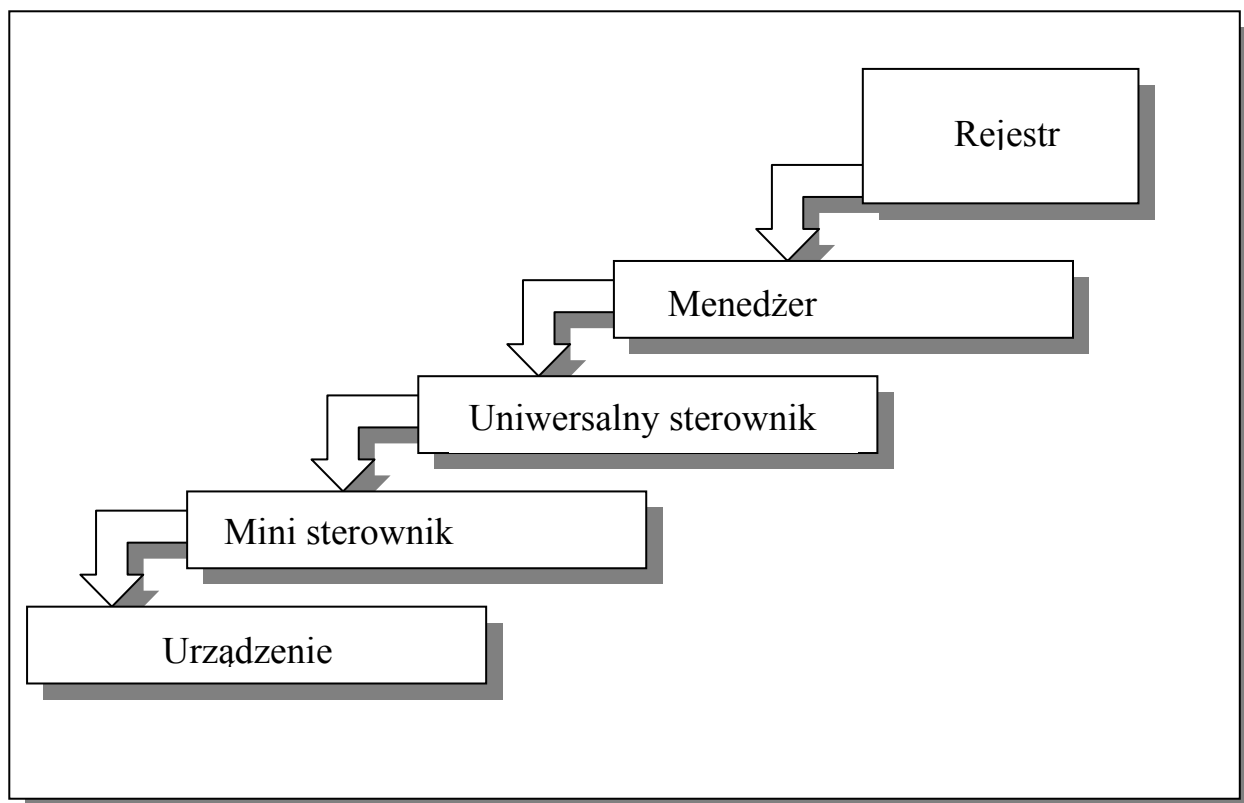 Rejestr
Menedżer
Uniwersalny sterownik
Mini sterownik
Urządzenie